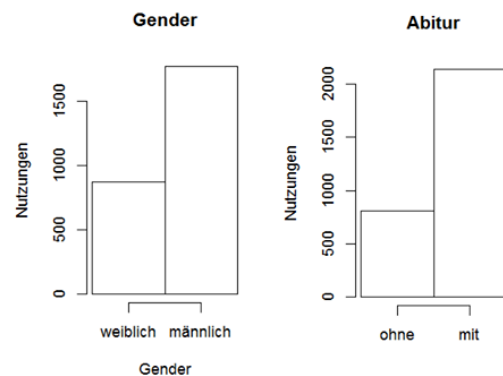 Gender
Nutzungen
0
500
1000
1500
weiblich
männlich
Gender
Abitur
Nutzungen
0
500
1000
1500
2000
ohne
mit